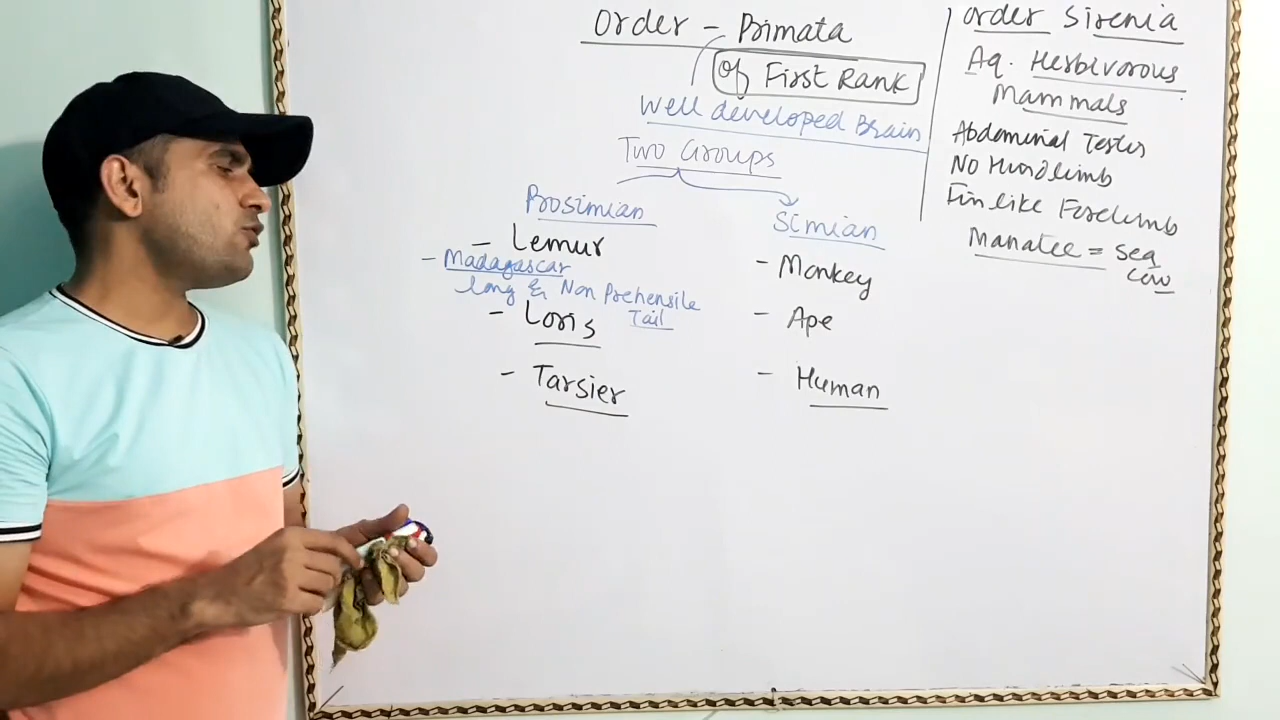 Order - Primata
Of First Rank
Well developed Brain
Two Groups
Prosimian
- Lemur
- Madagascar
long & Non Prehensile
Tail
- Loris
- Tarsier
Simian
- Monkey
- Ape
- Human
Order Sirenia
Aq. Herbivorous
Mammals
Abdominal Testes
No Hindlimb
Fin like Forelimb
Manatee = Sea
Cow